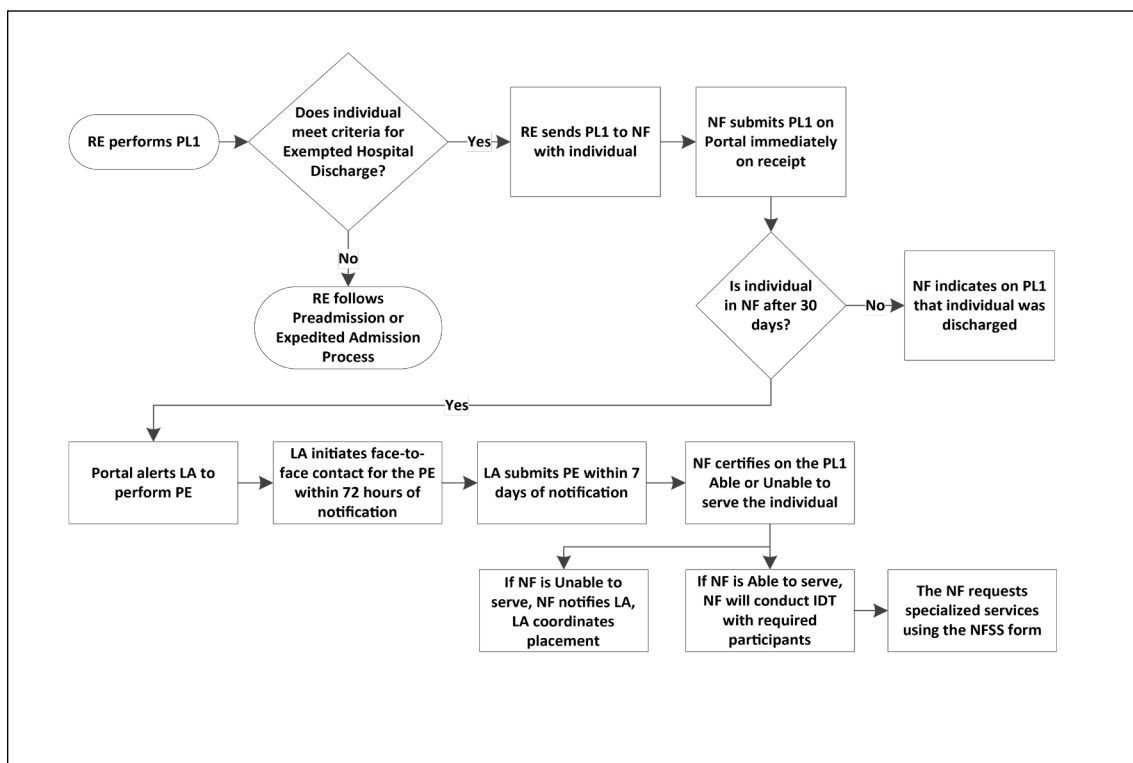 RE performs PL1
Does individual
meet criteria for
Exempted Hospital
Discharge?
Yes
RE sends PL1 to NF
with individual
NF submits PL1 on
Portal immediately
on receipt
No
RE follows
Preadmission or
Expedited Admission
Process
Is individual
in NF after 30
days?
No
NF indicates on PL1
that individual was
discharged
Yes
Portal alerts LA to
perform PE
LA initiates face-to-
face contact for the PE
within 72 hours of
notification
LA submits PE within 7
days of notification
NF certifies on the PL1
Able or Unable to
serve the individual
If NF is Unable to
serve, NF notifies LA,
LA coordinates
placement
If NF is Able to serve,
NF will conduct IDT
with required
participants
The NF requests
specialized services
using the NFSS form